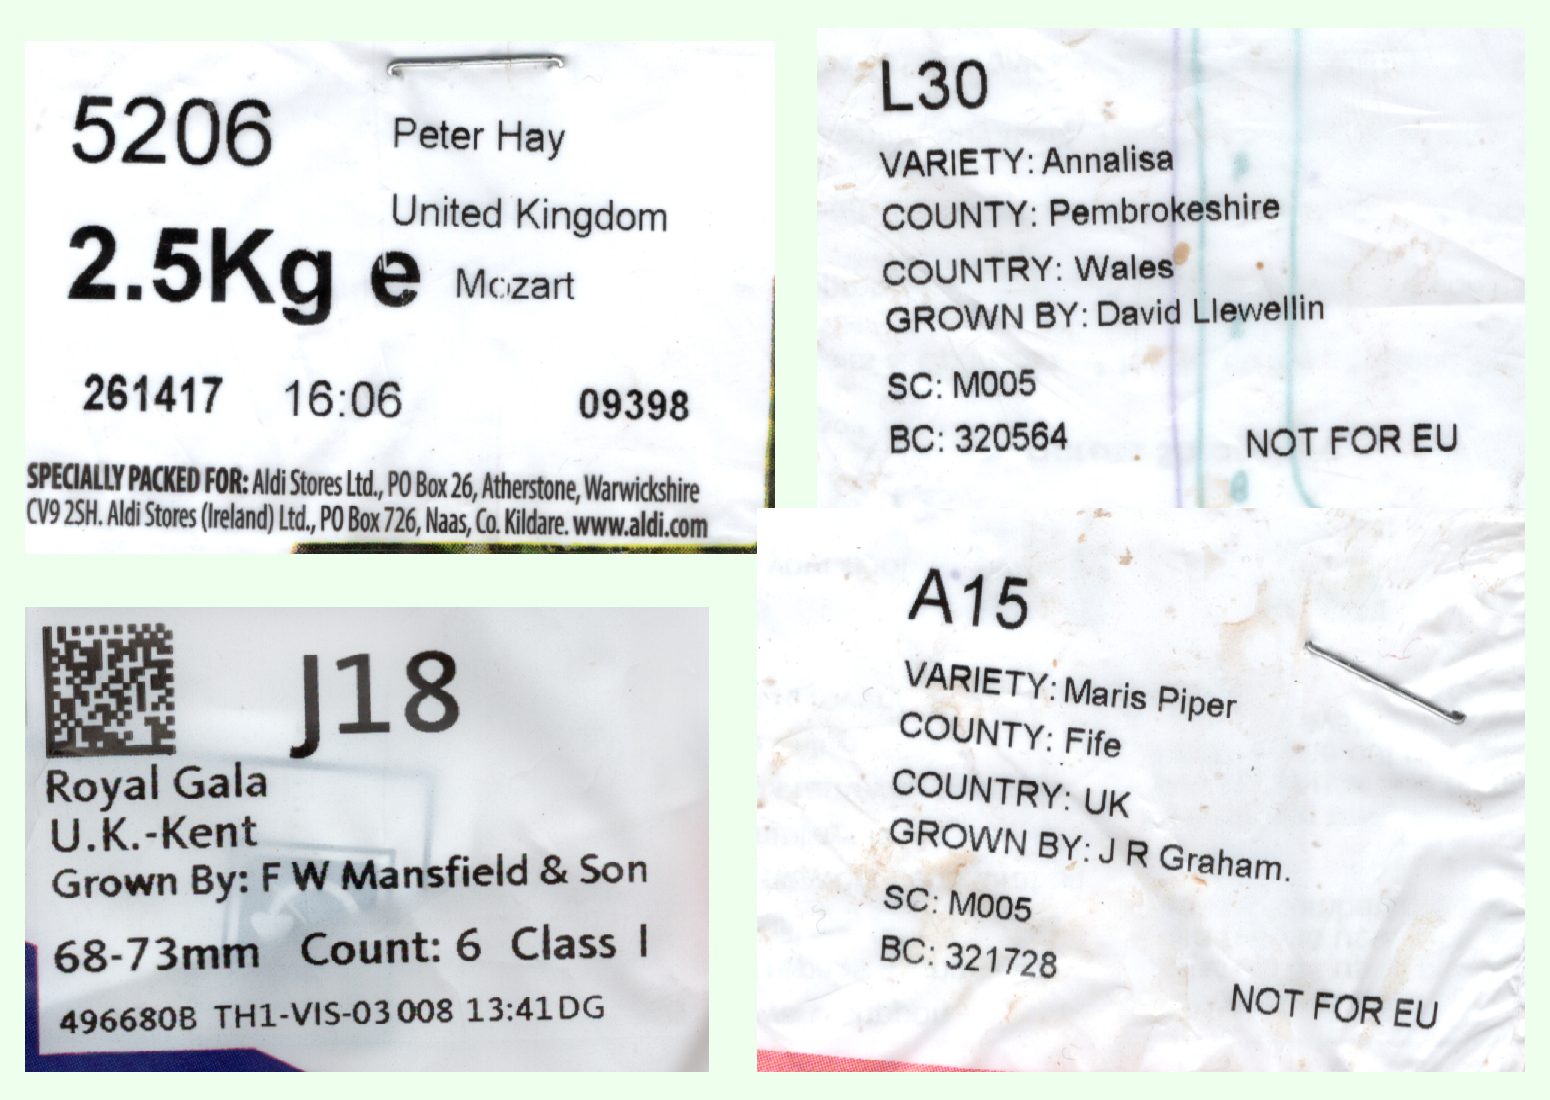 5206
Peter Hay
United Kingdom
2.5Kg e
Mozart
261417 16:06 09398
SPECIALLY PACKED FOR: Aldi Stores Ltd., PO Box 26, Atherstone, Warwickshire
CV9 2SH. Aldi Stores (Ireland) Ltd., PO Box 726, Naas, Co. Kildare. www.aldi.com
L30
VARIETY: Annalisa
COUNTY: Pembrokeshire
COUNTRY: Wales
GROWN BY: David Llewellin
SC: M005
BC: 320564
NOT FOR EU
J18
Royal Gala
U.K.-Kent
Grown By: F W Mansfield & Son
68-73mm Count: 6 Class I
496680B TH1-VIS-03 008 13:41 DG
A15
VARIETY: Maris Piper
COUNTY: Fife
COUNTRY: UK
GROWN BY: J R Graham.
SC: M005
BC: 321728
NOT FOR EU